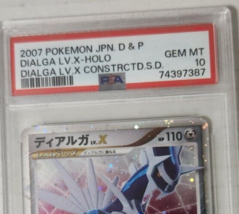 2007 POKEMON JPN. D & P
DIALGA LV.X-HOLO GEM MT
DIALGA LV.X CONSTRCTD.S.D. 10
PSA 74397387
ディアルガ LV.X HP110